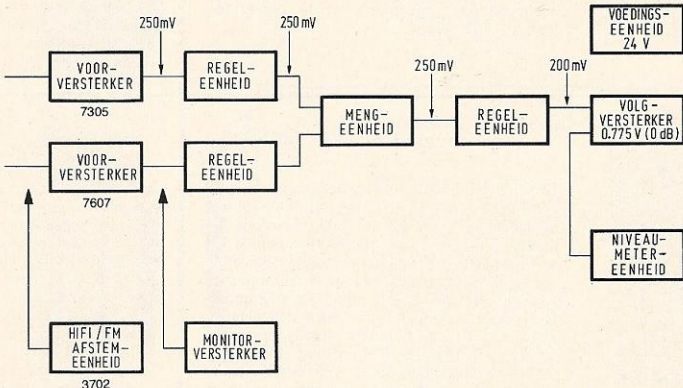 250mV
250mV
VOOR-
VERSTERKER
7305
REGEL-
EENHEID
VOEDINGS-
EENHEID
24 V
250mV
200mV
MENG-
EENHEID
REGEL-
EENHEID
VOLG-
VERSTERKER
0.775 V (0 dB)
VOOR-
VERSTERKER
7607
REGEL-
EENHEID
NIVEAU-
METER-
EENHEID
HIFI/FM
AFSTEM-
EENHEID
3702
MONITOR-
VERSTERKER